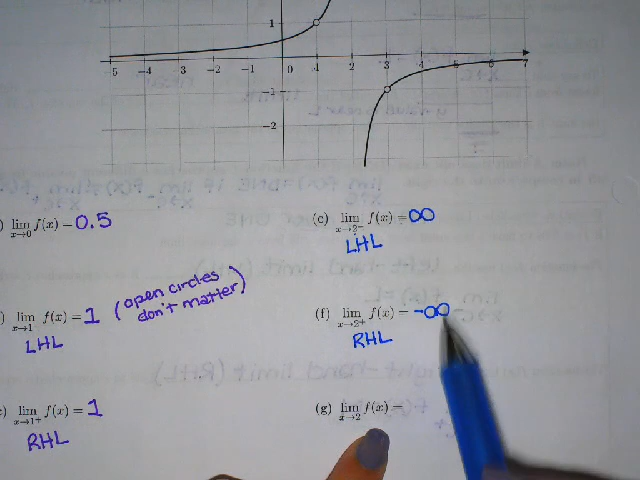 1
-5 -4 -3 -2 -1 0 1 2 3 4 5 6 7
-1
-2
) lim x→0 f(x) = 0.5
(e) lim x→2⁻ f(x) = ∞
LHL
) lim x→1⁻ f(x) = 1 (open circles
don't matter)
LHL
(f) lim x→2⁺ f(x) = -∞
RHL
) lim x→1⁺ f(x) = 1
RHL
(g) lim x→2 f(x) =